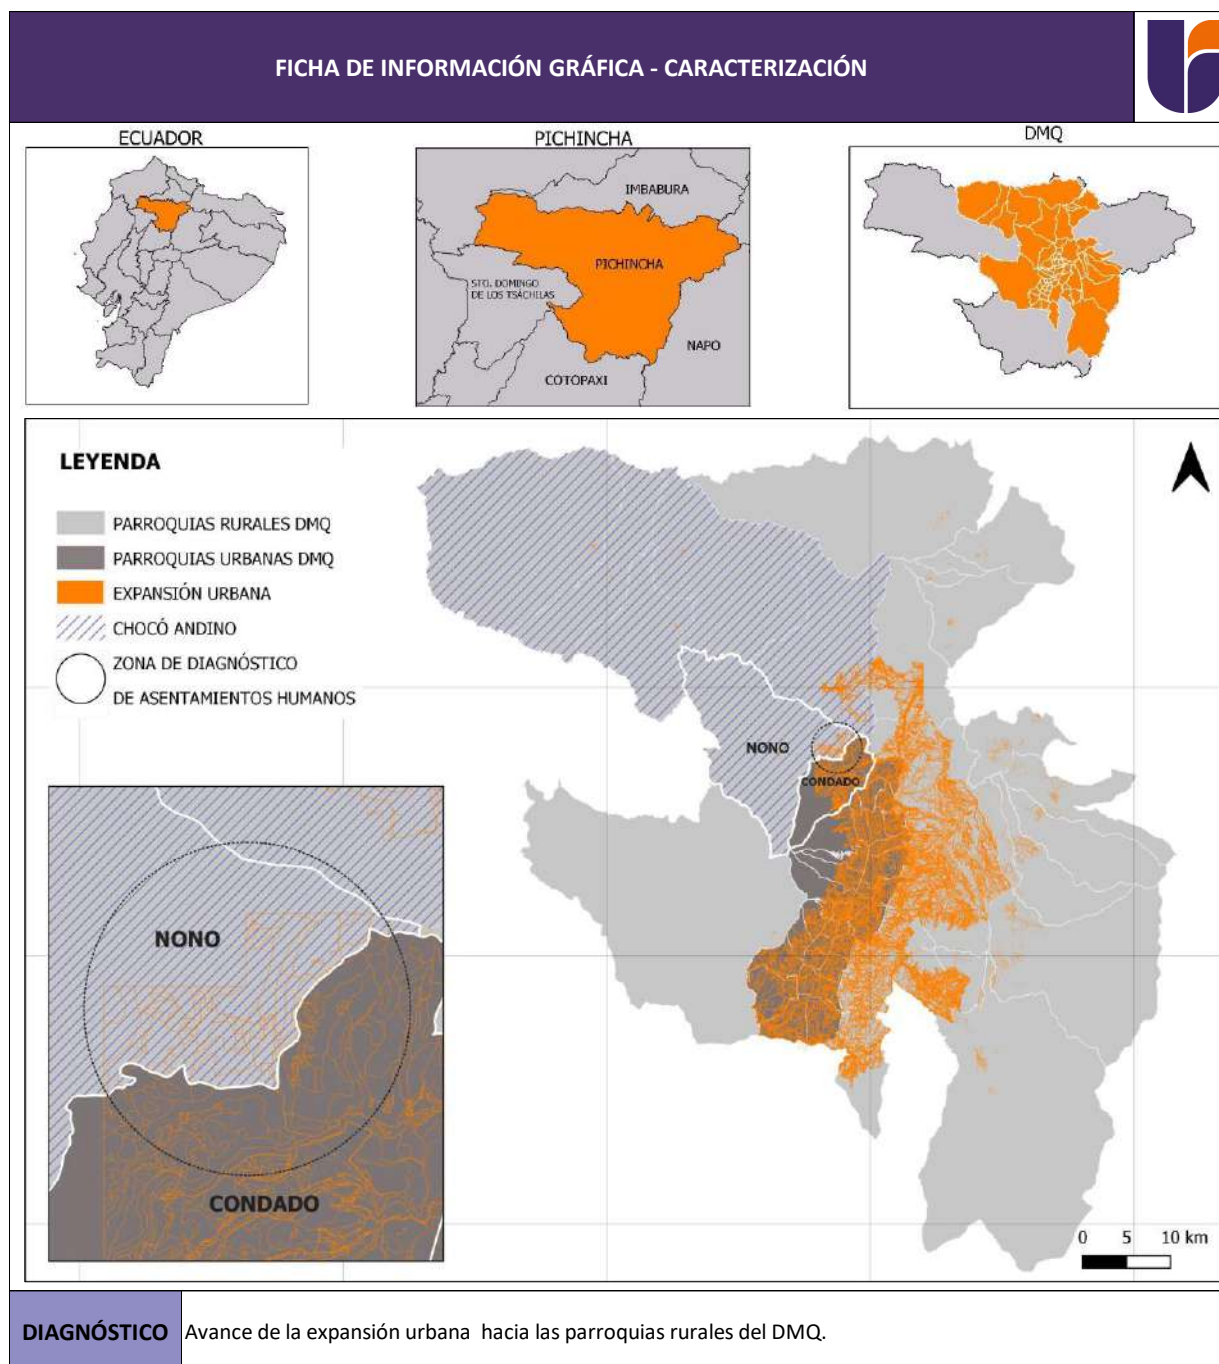 FICHA DE INFORMACIÓN GRÁFICA - CARACTERIZACIÓN
ECUADOR
PICHINCHA
DMQ
IMBABURA
PICHINCHA
STO. DOMINGO
DE LOS TSÁCHILAS
NAPO
COTOPAXI
LEYENDA
PARROQUIAS RURALES DMQ
PARROQUIAS URBANAS DMQ
EXPANSIÓN URBANA
CHOCÓ ANDINO
ZONA DE DIAGNÓSTICO
DE ASENTAMIENTOS HUMANOS
NONO
CONDADO
NONO
CONDADO
0 5 10 km
DIAGNÓSTICO Avance de la expansión urbana hacia las parroquias rurales del DMQ.